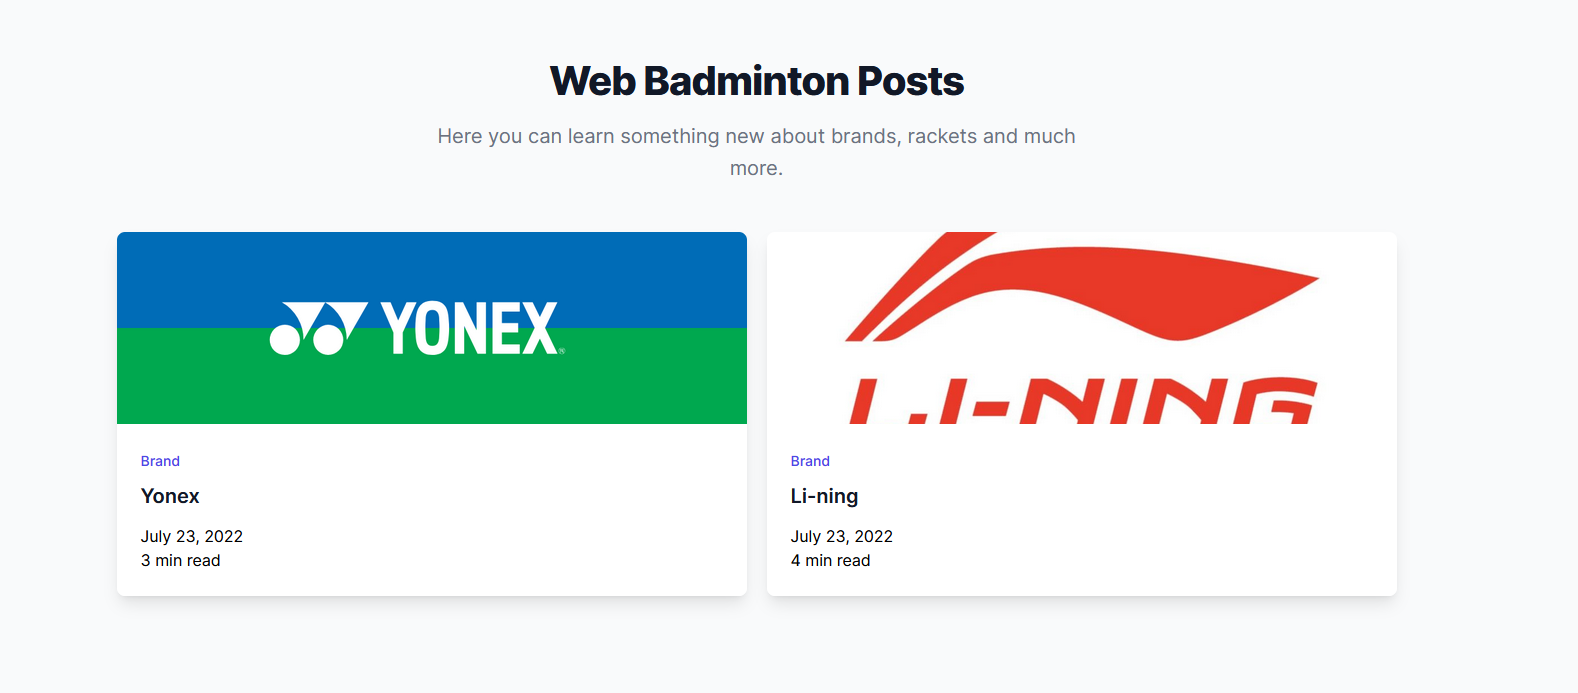 Web Badminton Posts
Here you can learn something new about brands, rackets and much
more.
YONEX®
LI-NING
Brand
Yonex
July 23, 2022
3 min read
Brand
Li-ning
July 23, 2022
4 min read